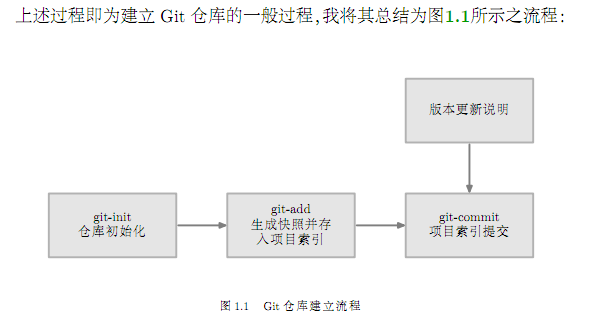 上述过程即为建立 Git 仓库的一般过程,我将其总结为图1.1所示之流程:
版本更新说明
git-init
仓库初始化
git-add
生成快照并存
入项目索引
git-commit
项目索引提交
图 1.1 Git 仓库建立流程